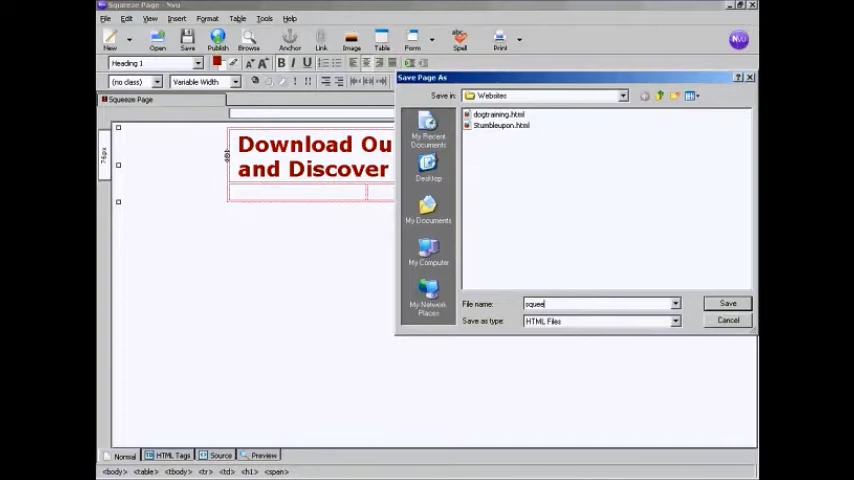 Squeeze Page - Nvu
File Edit View Insert Format Table Tools Help
New Open Save Publish Browse Anchor Link Image Table Form Spell Print
Nvu
Heading 1
B I U
(no class) Variable Width
Squeeze Page
76px
Download Ou
and Discover
Save Page As
Save in: Websites
dogtraining.html
Stumbleupon.html
My Recent
Documents
Desktop
My Documents
My Computer
My Network
Places
File name: squee
Save
Save as type: HTML Files
Cancel
Normal HTML Tags Source Preview
<body> <table> <tbody> <tr> <td> <h1> <span>